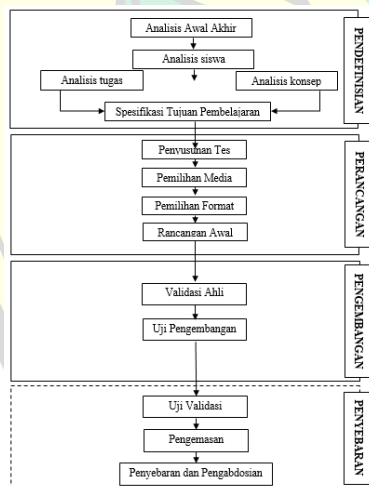 Analisis Awal Akhir
Analisis siswa
Analisis tugas
Analisis konsep
Spesifikasi Tujuan Pembelajaran
PENDEFINISIAN
Penyusunan Tes
Pemilihan Media
Pemilihan Format
Rancangan Awal
PERANCANGAN
Validasi Ahli
Uji Pengembangan
PENGEMBANGAN
Uji Validasi
Pengemasan
Penyebaran dan Pengabdosian
PENYEBARAN